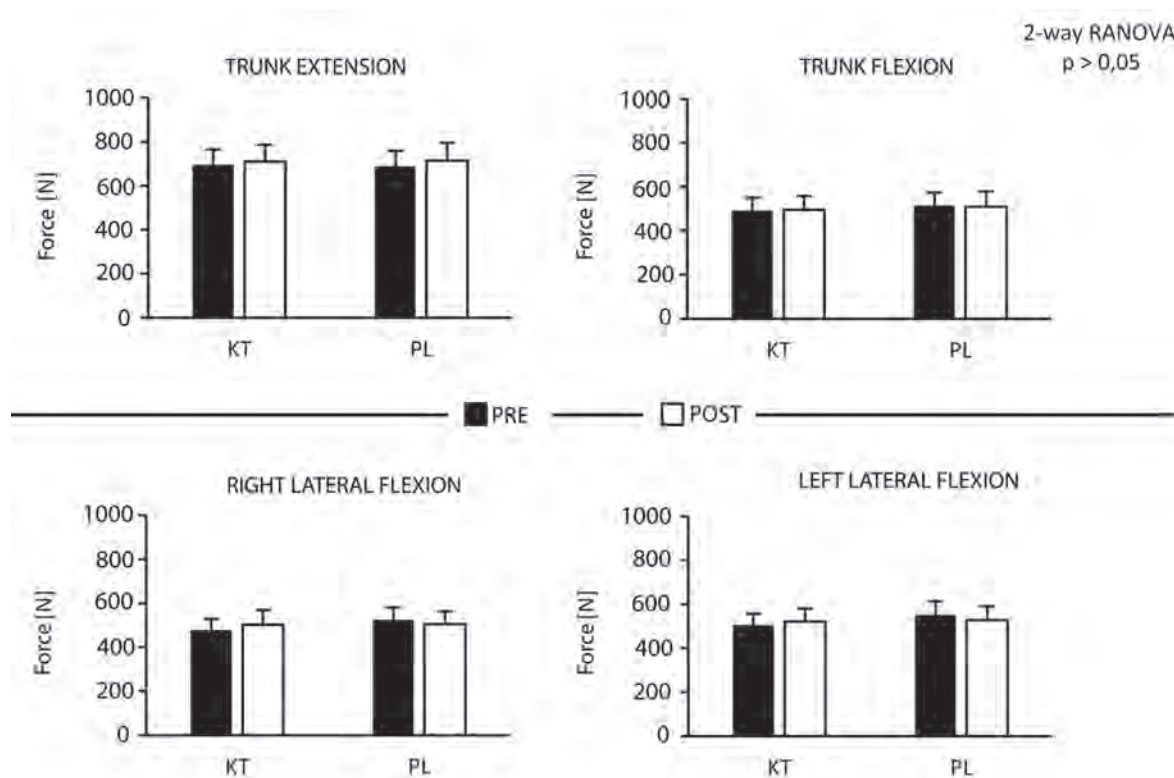 2-way RANOVA
p > 0,05
TRUNK EXTENSION
1000
800
600
400
200
0
Force [N]
KT PL
TRUNK FLEXION
1000
800
600
400
200
0
Force [N]
KT PL
PRE POST
RIGHT LATERAL FLEXION
1000
800
600
400
200
0
Force [N]
KT PL
LEFT LATERAL FLEXION
1000
800
600
400
200
0
Force [N]
KT PL